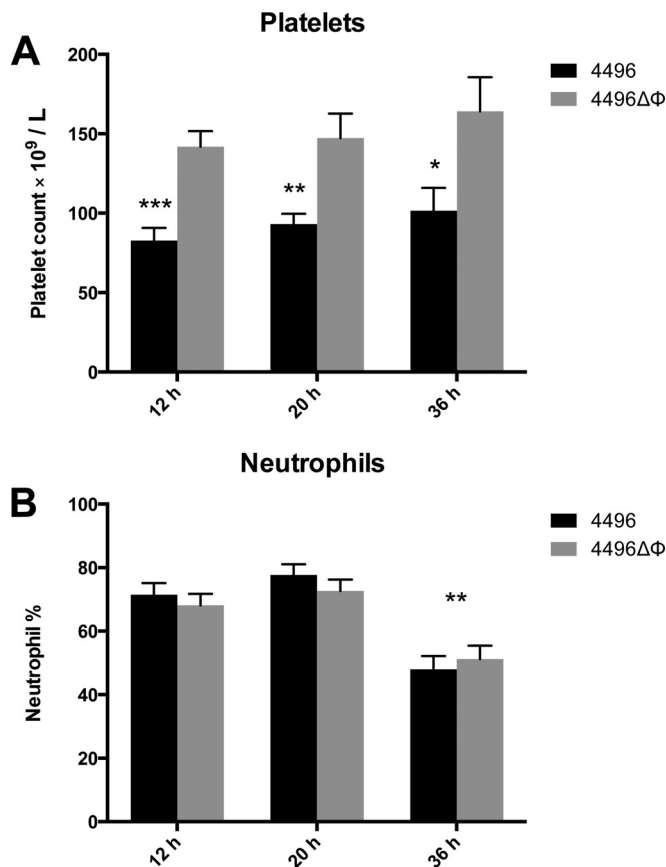 Platelets
A
Platelet count × 10⁹ / L
200
150
100
50
0
***
**
*
12 h
20 h
36 h
4496
4496ΔΦ
Neutrophils
B
Neutrophil %
100
80
60
40
20
0
**
12 h
20 h
36 h
4496
4496ΔΦ